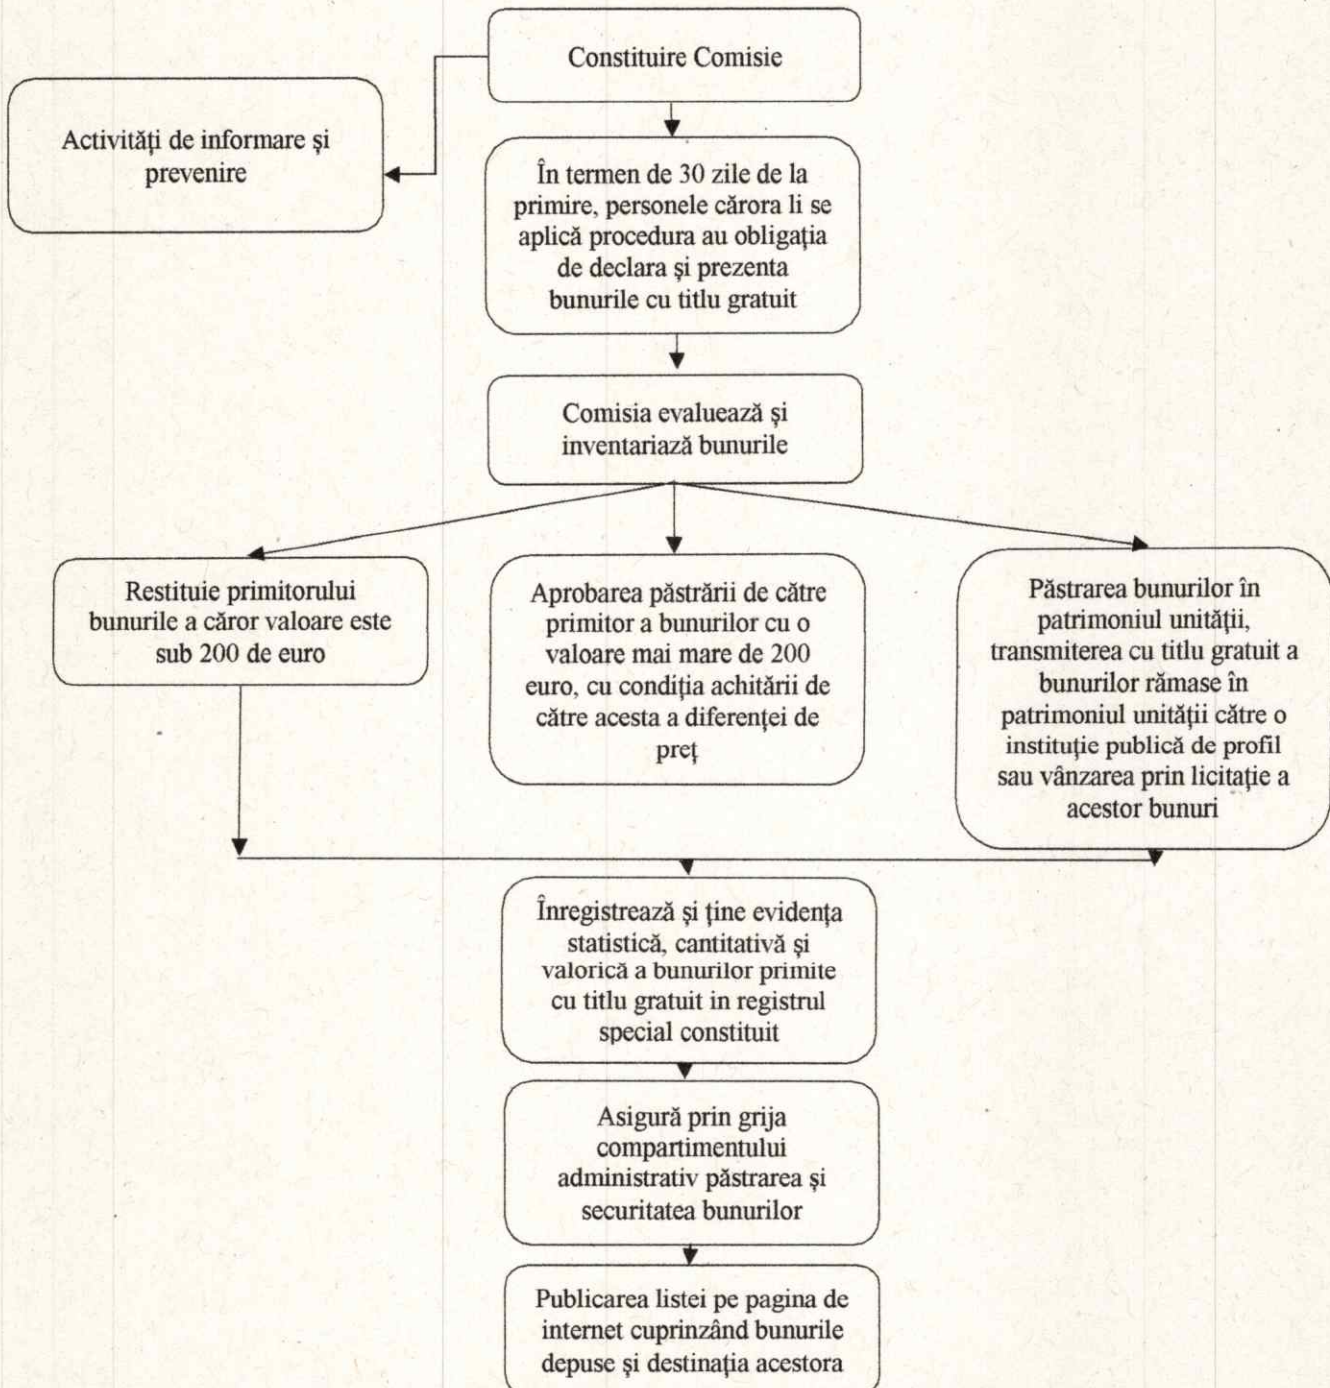 Constituire Comisie
Activități de informare și
prevenire
În termen de 30 zile de la
primire, personele cărora li se
aplică procedura au obligația
de declara și prezenta
bunurile cu titlu gratuit
Comisia evaluează și
inventariază bunurile
Restituie primitorului
bunurile a căror valoare este
sub 200 de euro
Aprobarea păstrării de către
primitor a bunurilor cu o
valoare mai mare de 200
euro, cu condiția achitării de
către acesta a diferenței de
preț
Păstrarea bunurilor în
patrimoniul unității,
transmiterea cu titlu gratuit a
bunurilor rămase în
patrimoniul unității către o
instituție publică de profil
sau vânzarea prin licitație a
acestor bunuri
Înregistrează și ține evidența
statistică, cantitativă și
valorică a bunurilor primite
cu titlu gratuit in registrul
special constituit
Asigură prin grija
compartimentului
administrativ păstrarea și
securitatea bunurilor
Publicarea listei pe pagina de
internet cuprinzând bunurile
depuse și destinația acestora